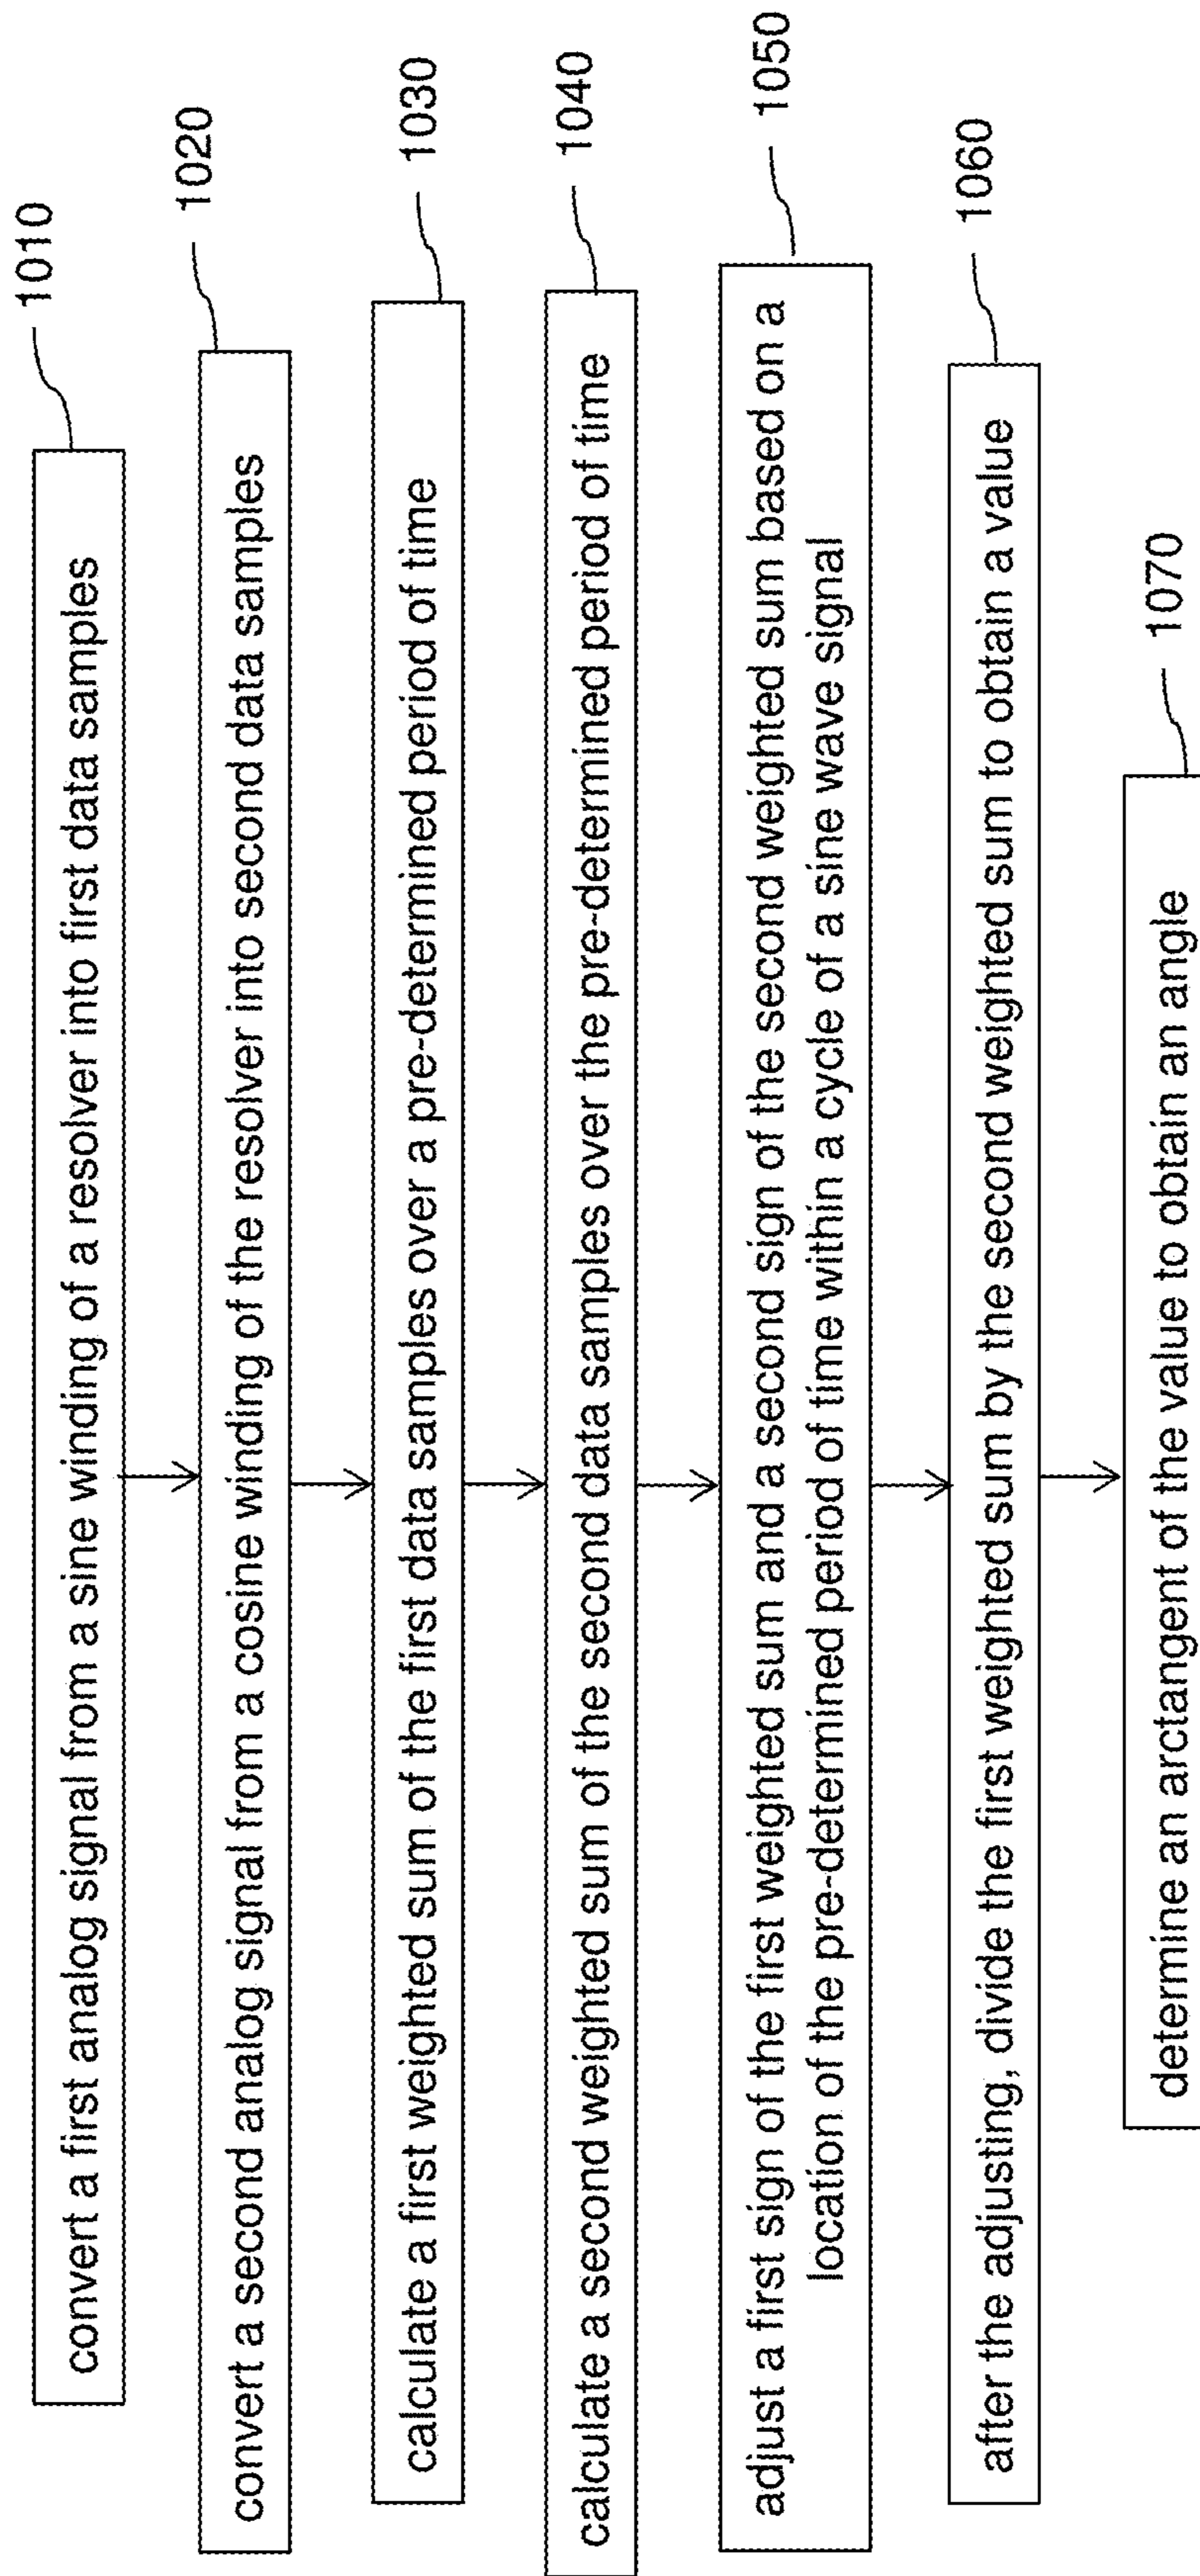 convert a first analog signal from a sine winding of a resolver into first data samples
1010
convert a second analog signal from a cosine winding of the resolver into second data samples
1020
calculate a first weighted sum of the first data samples over a pre-determined period of time
1030
calculate a second weighted sum of the second data samples over the pre-determined period of time
1040
adjust a first sign of the first weighted sum and a second sign of the second weighted sum based on a
location of the pre-determined period of time within a cycle of a sine wave signal
1050
after the adjusting, divide the first weighted sum by the second weighted sum to obtain a value
1060
determine an arctangent of the value to obtain an angle
1070